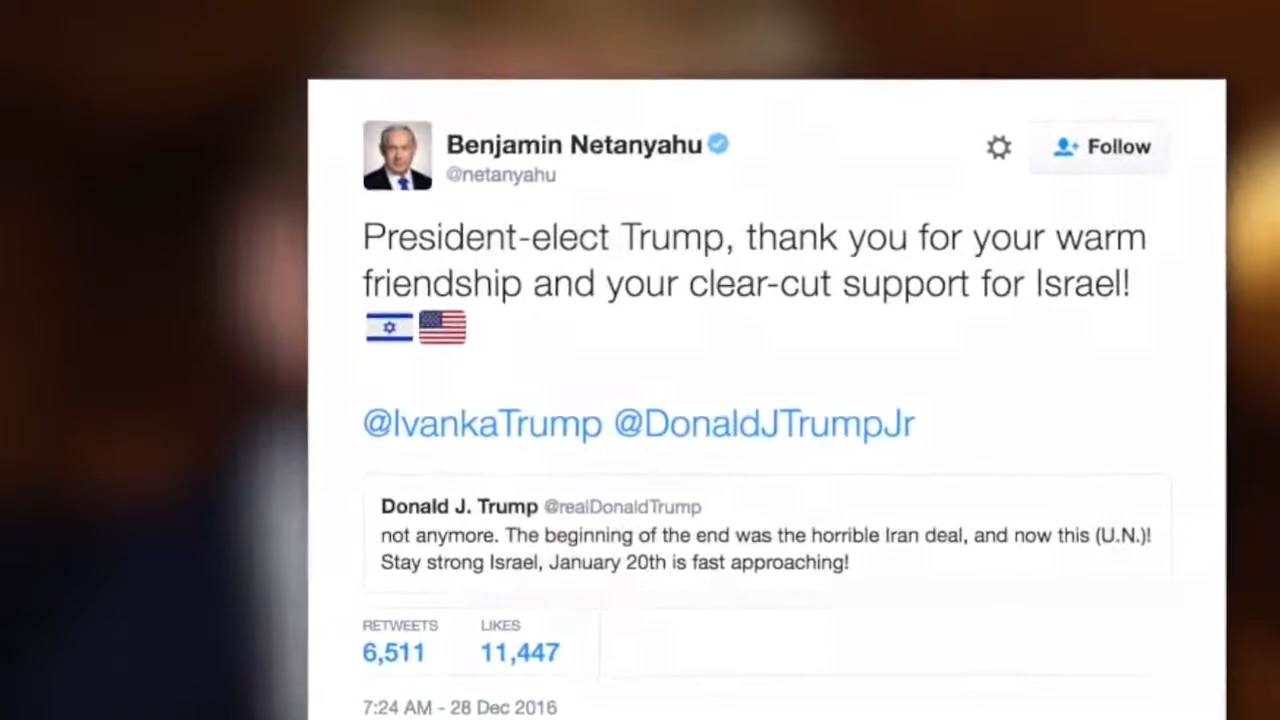 Benjamin Netanyahu
@netanyahu
Follow
President-elect Trump, thank you for your warm
friendship and your clear-cut support for Israel!
@IvankaTrump @DonaldJTrumpJr
Donald J. Trump @realDonaldTrump
not anymore. The beginning of the end was the horrible Iran deal, and now this (U.N.)!
Stay strong Israel, January 20th is fast approaching!
RETWEETS LIKES
6,511 11,447
7:24 AM - 28 Dec 2016